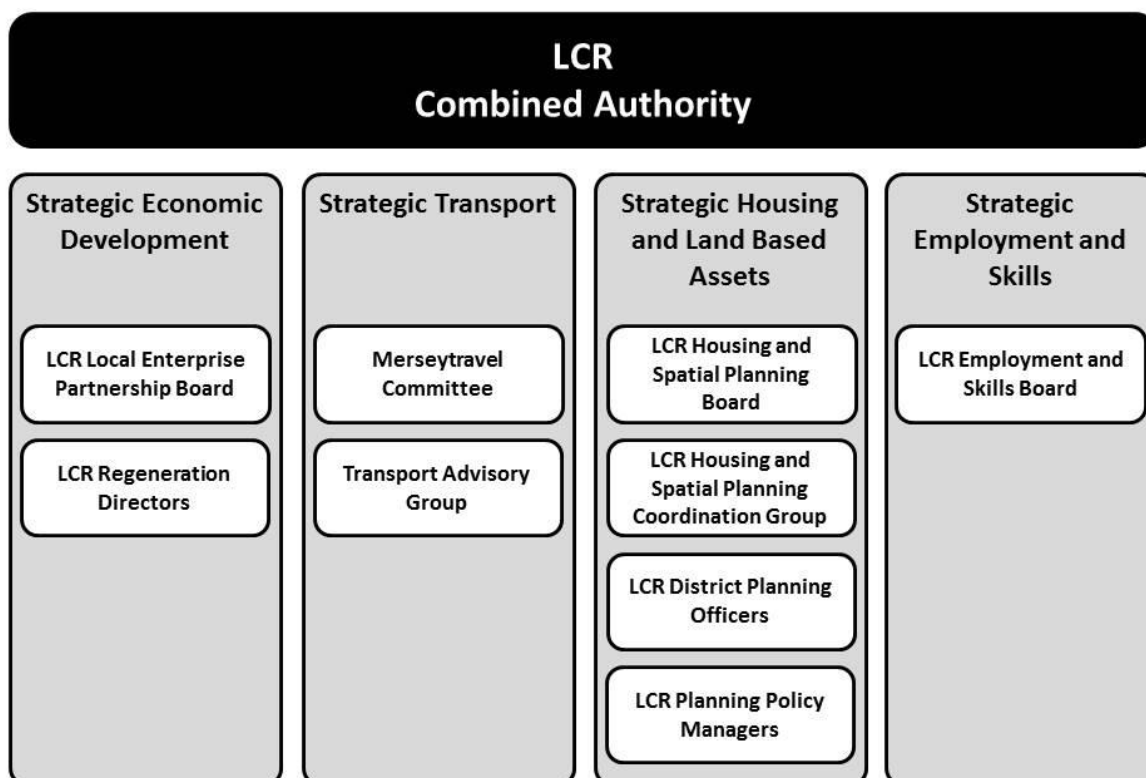 LCR
Combined Authority
Strategic Economic
Development
LCR Local Enterprise
Partnership Board
LCR Regeneration
Directors
Strategic Transport
Merseytravel
Committee
Transport Advisory
Group
Strategic Housing
and Land Based
Assets
LCR Housing and
Spatial Planning
Board
LCR Housing and
Spatial Planning
Coordination Group
LCR District Planning
Officers
LCR Planning Policy
Managers
Strategic
Employment and
Skills
LCR Employment and
Skills Board